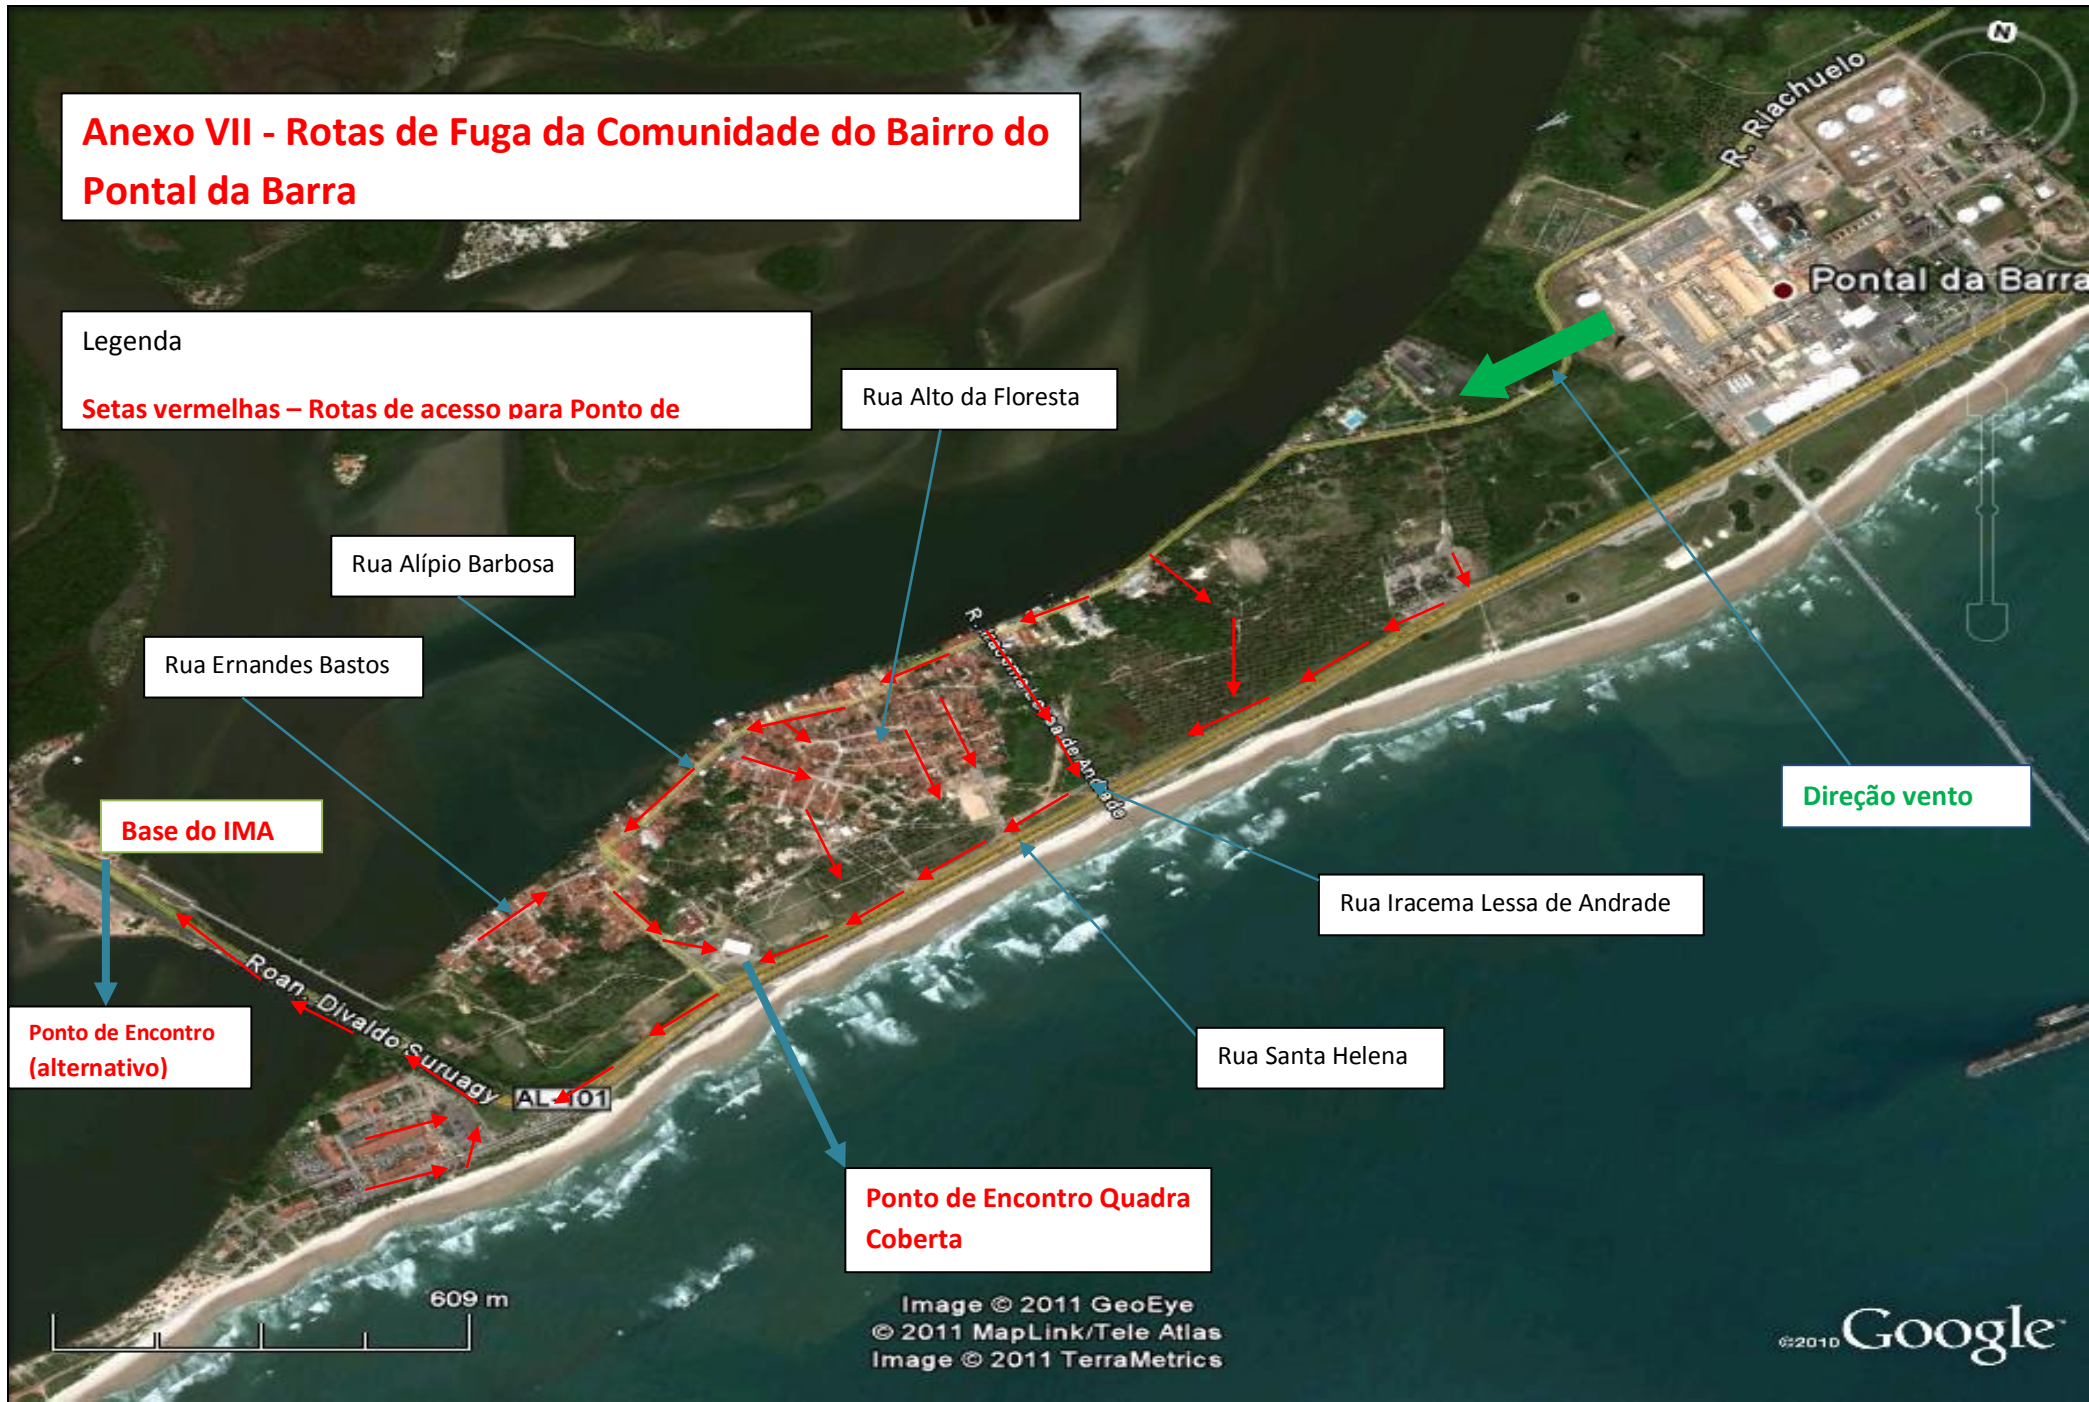 Anexo VII - Rotas de Fuga da Comunidade do Bairro do
Pontal da Barra
N
R. Riachuelo
Pontal da Barra
Legenda
Setas vermelhas – Rotas de acesso para Ponto de
Rua Alto da Floresta
Rua Alípio Barbosa
R. Iracema Lessa de Andrade
Rua Ernandes Bastos
Direção vento
Base do IMA
Rua Iracema Lessa de Andrade
Roan. Divaldo Suruagy
Ponto de Encontro
(alternativo)
Rua Santa Helena
AL-101
Ponto de Encontro Quadra
Coberta
609 m
Image © 2011 GeoEye
© 2011 MapLink/Tele Atlas
Image © 2011 TerraMetrics
©2010 Google